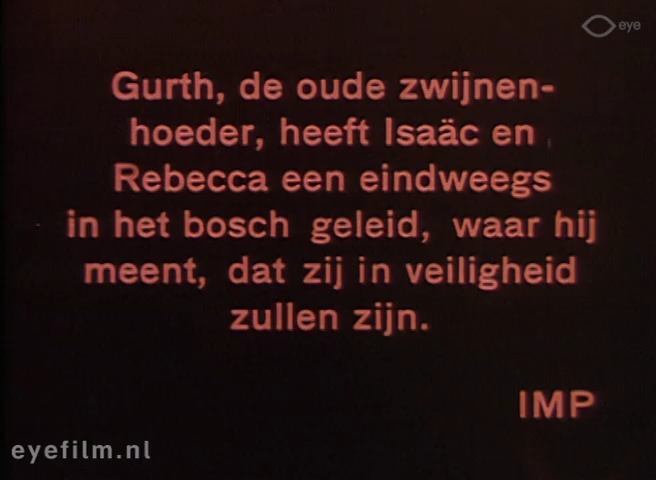 eye
Gurth, de oude zwijnen-
hoeder, heeft Isaäc en
Rebecca een eindweegs
in het bosch geleid, waar hij
meent, dat zij in veiligheid
zullen zijn.
IMP
eyefilm.nl